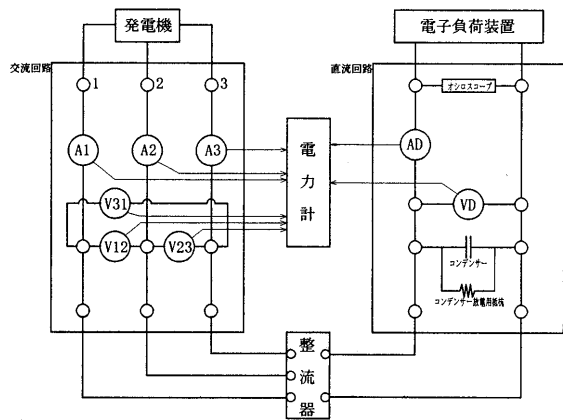 発電機
電子負荷装置
交流回路
直流回路
1
2
3
オシロスコープ
A1
A2
A3
AD
電力計
V31
VD
V12
V23
コンデンサー
コンデンサー放電用抵抗
整流器